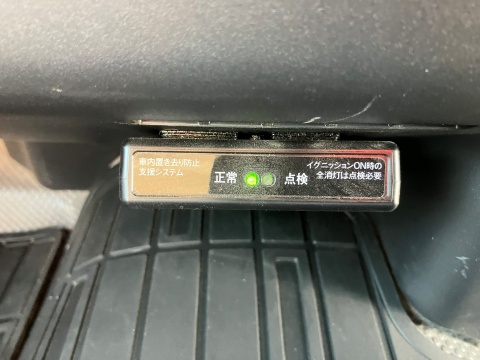 車内置き去り防止
支援システム
正常
点検
イグニッションON時の
全消灯は点検必要